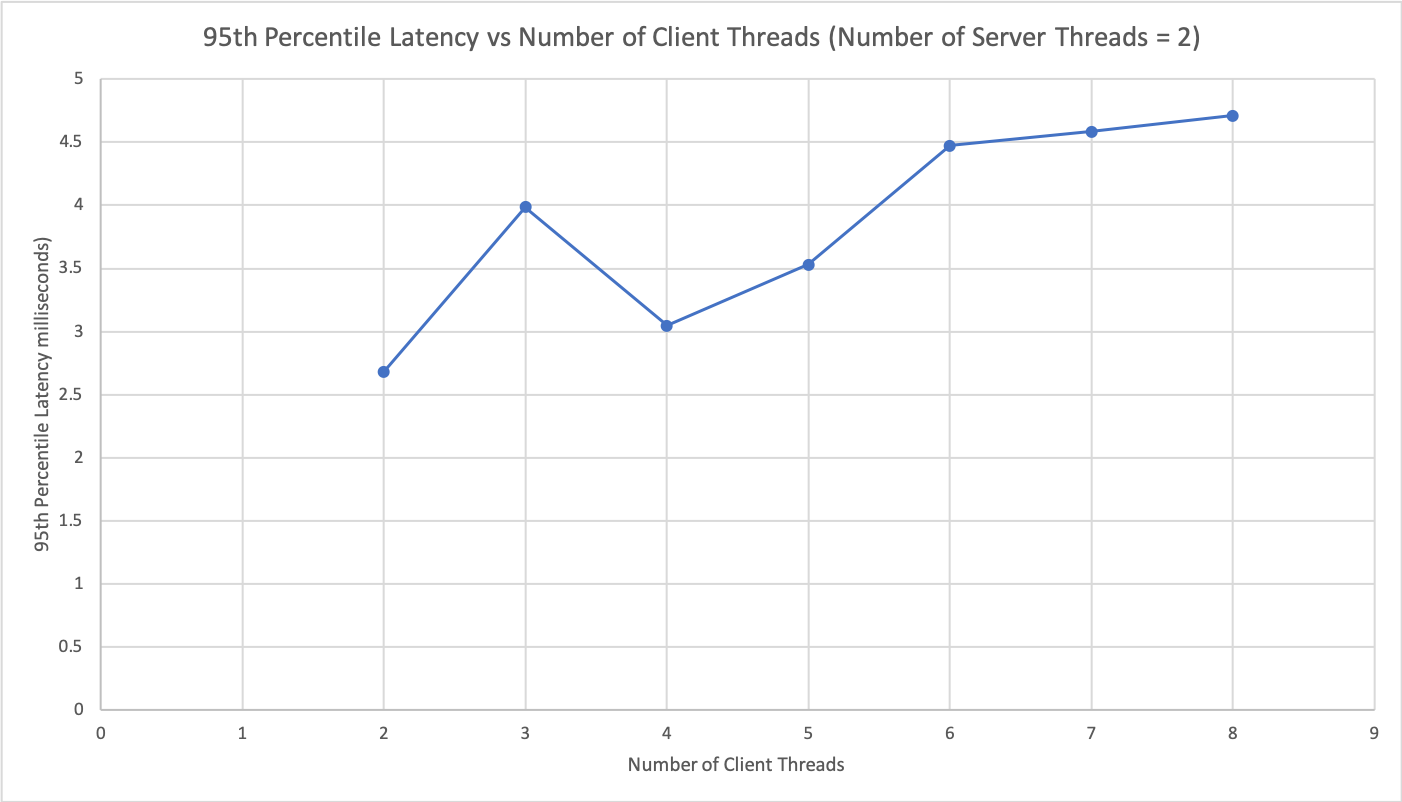 95th Percentile Latency vs Number of Client Threads (Number of Server Threads = 2)
95th Percentile Latency milliseconds)
5
4.5
4
3.5
3
2.5
2
1.5
1
0.5
0
0 1 2 3 4 5 6 7 8 9
Number of Client Threads